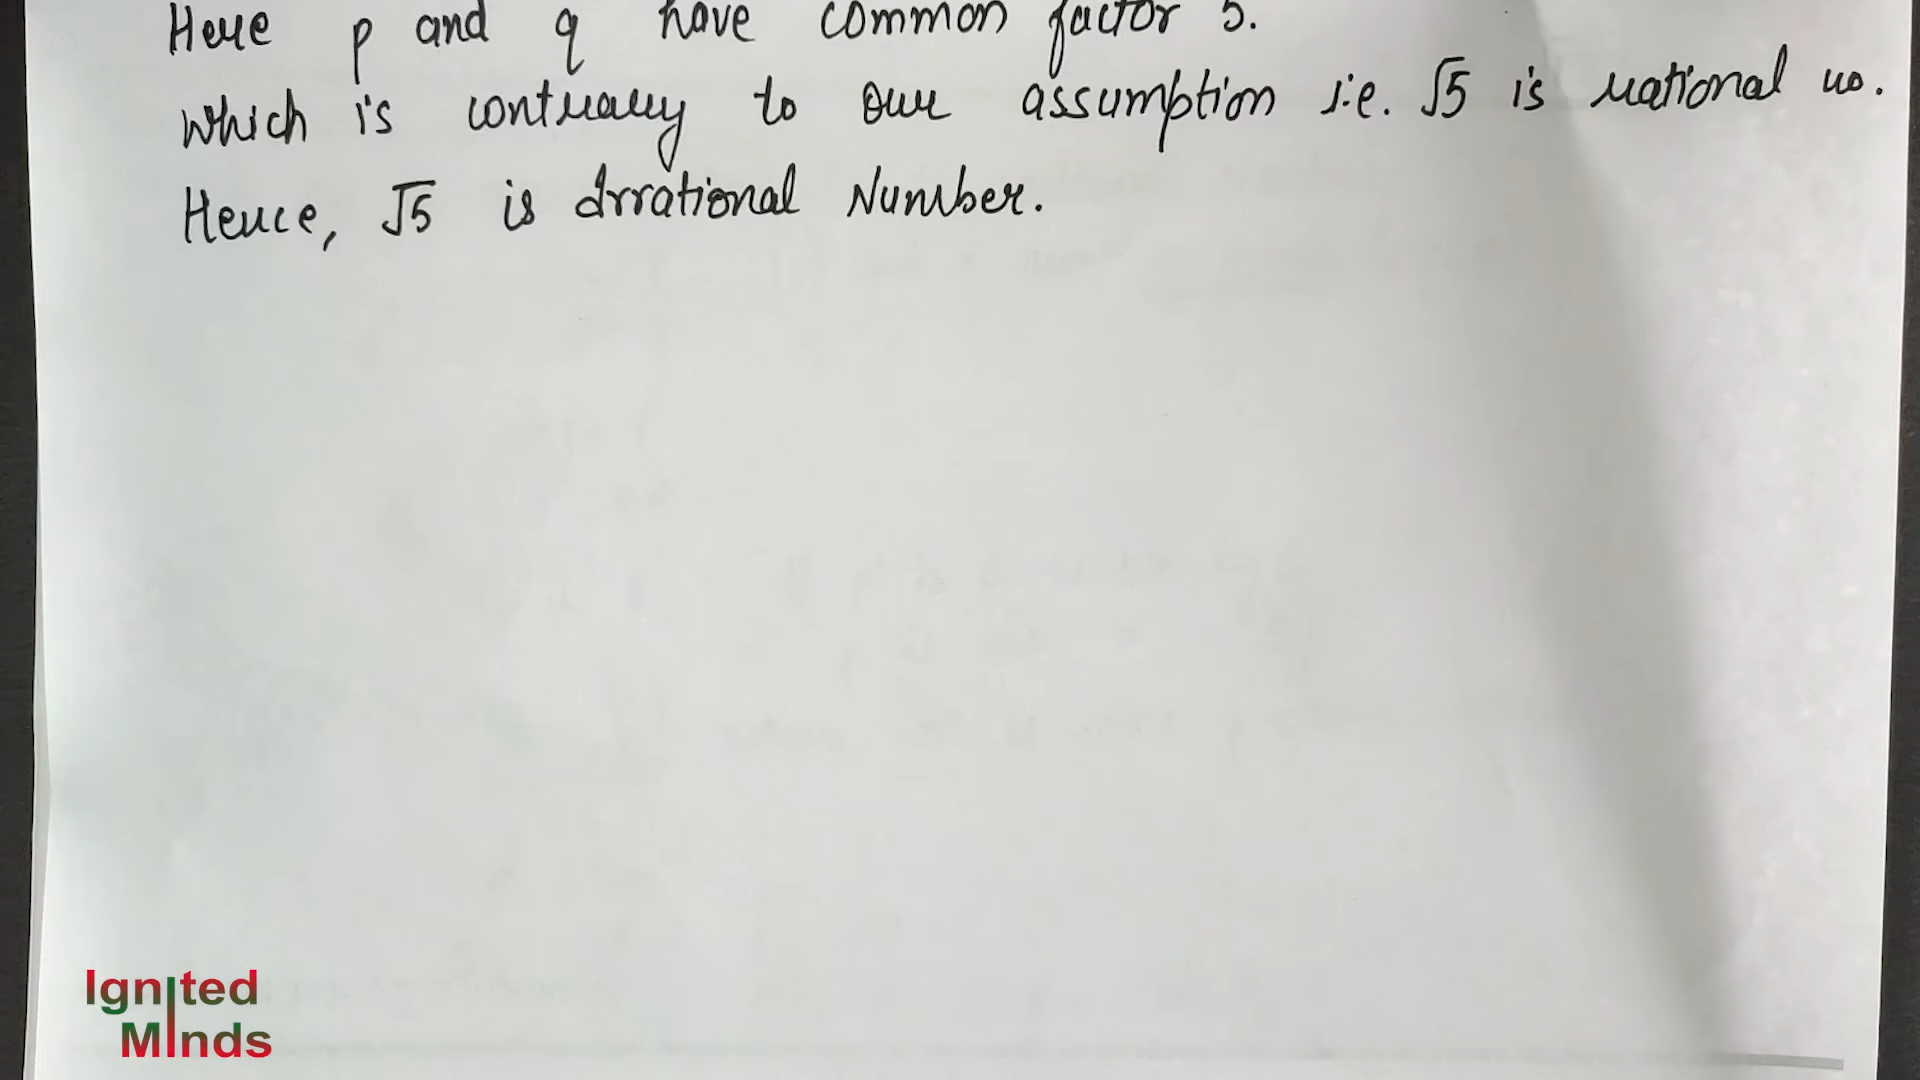 Here p and q have common factor 5.
Which is contrary to our assumption i.e. √5 is rational no.
Hence, √5 is Irrational Number.
Ignited
Minds